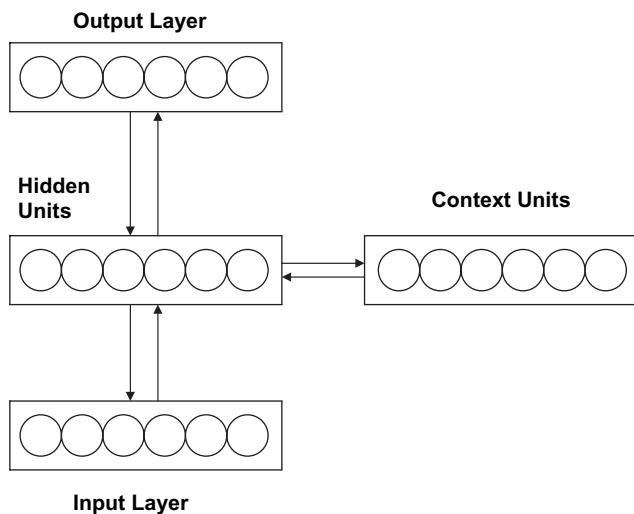 Output Layer
Hidden
Units
Context Units
Input Layer